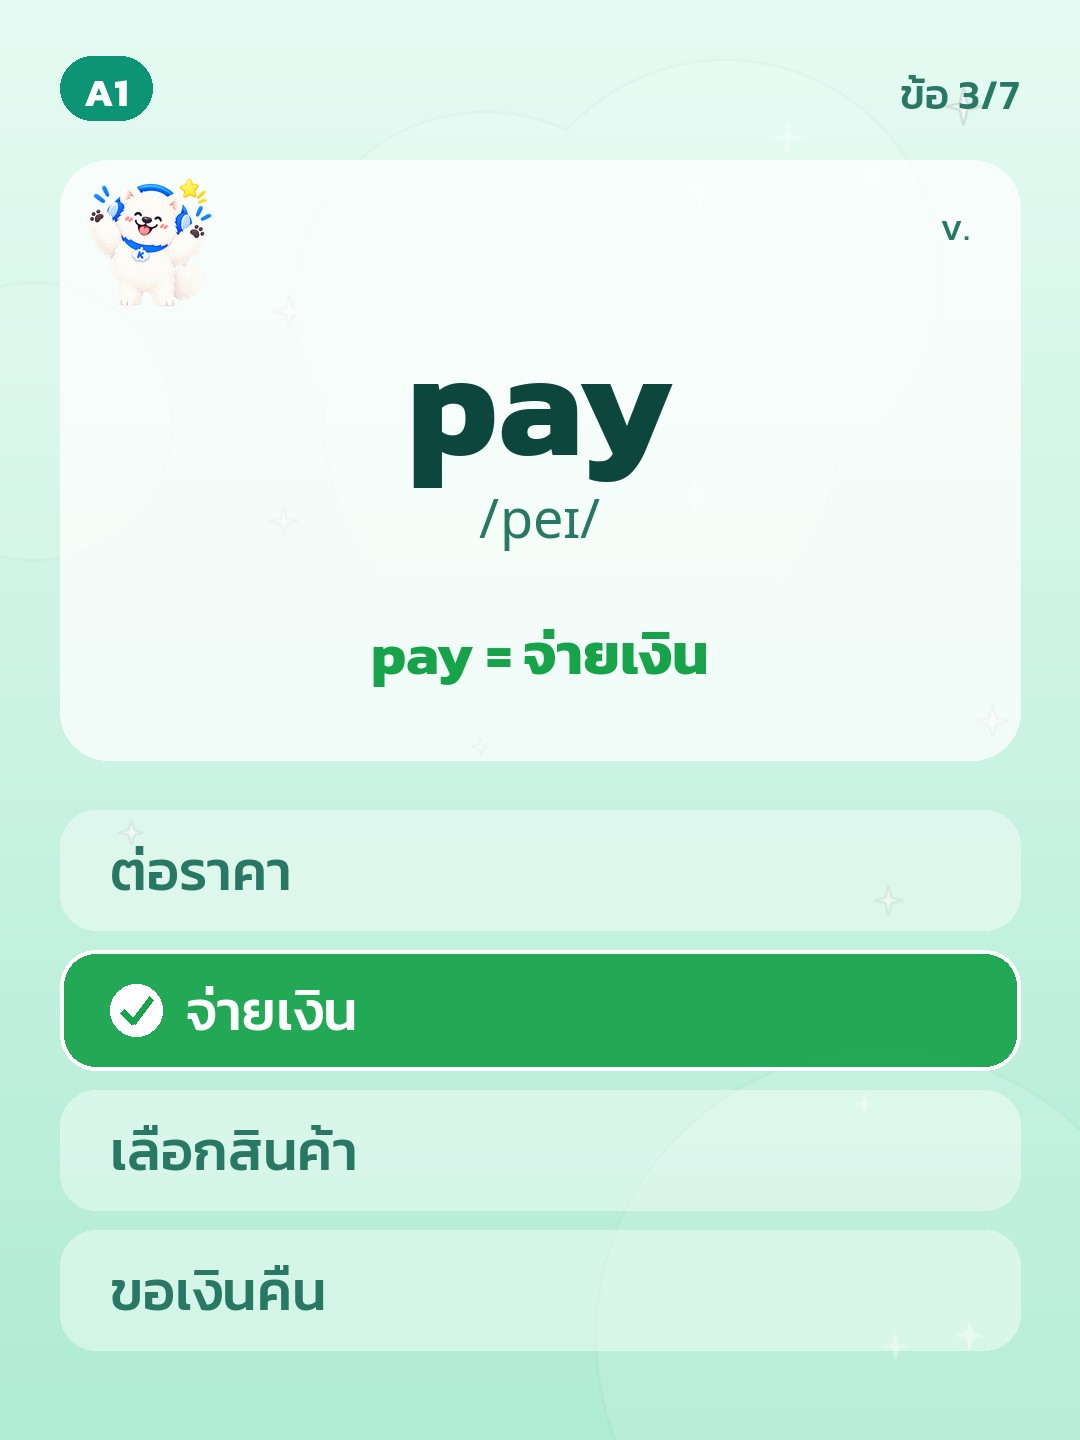 A1
ข้อ 3/7
K
v.
pay
/peɪ/
pay = จ่ายเงิน
ต่อราคา
จ่ายเงิน
เลือกสินค้า
ขอเงินคืน